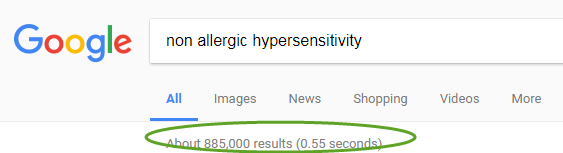 Google
non allergic hypersensitivity
All Images News Shopping Videos More
About 885,000 results (0.55 seconds)